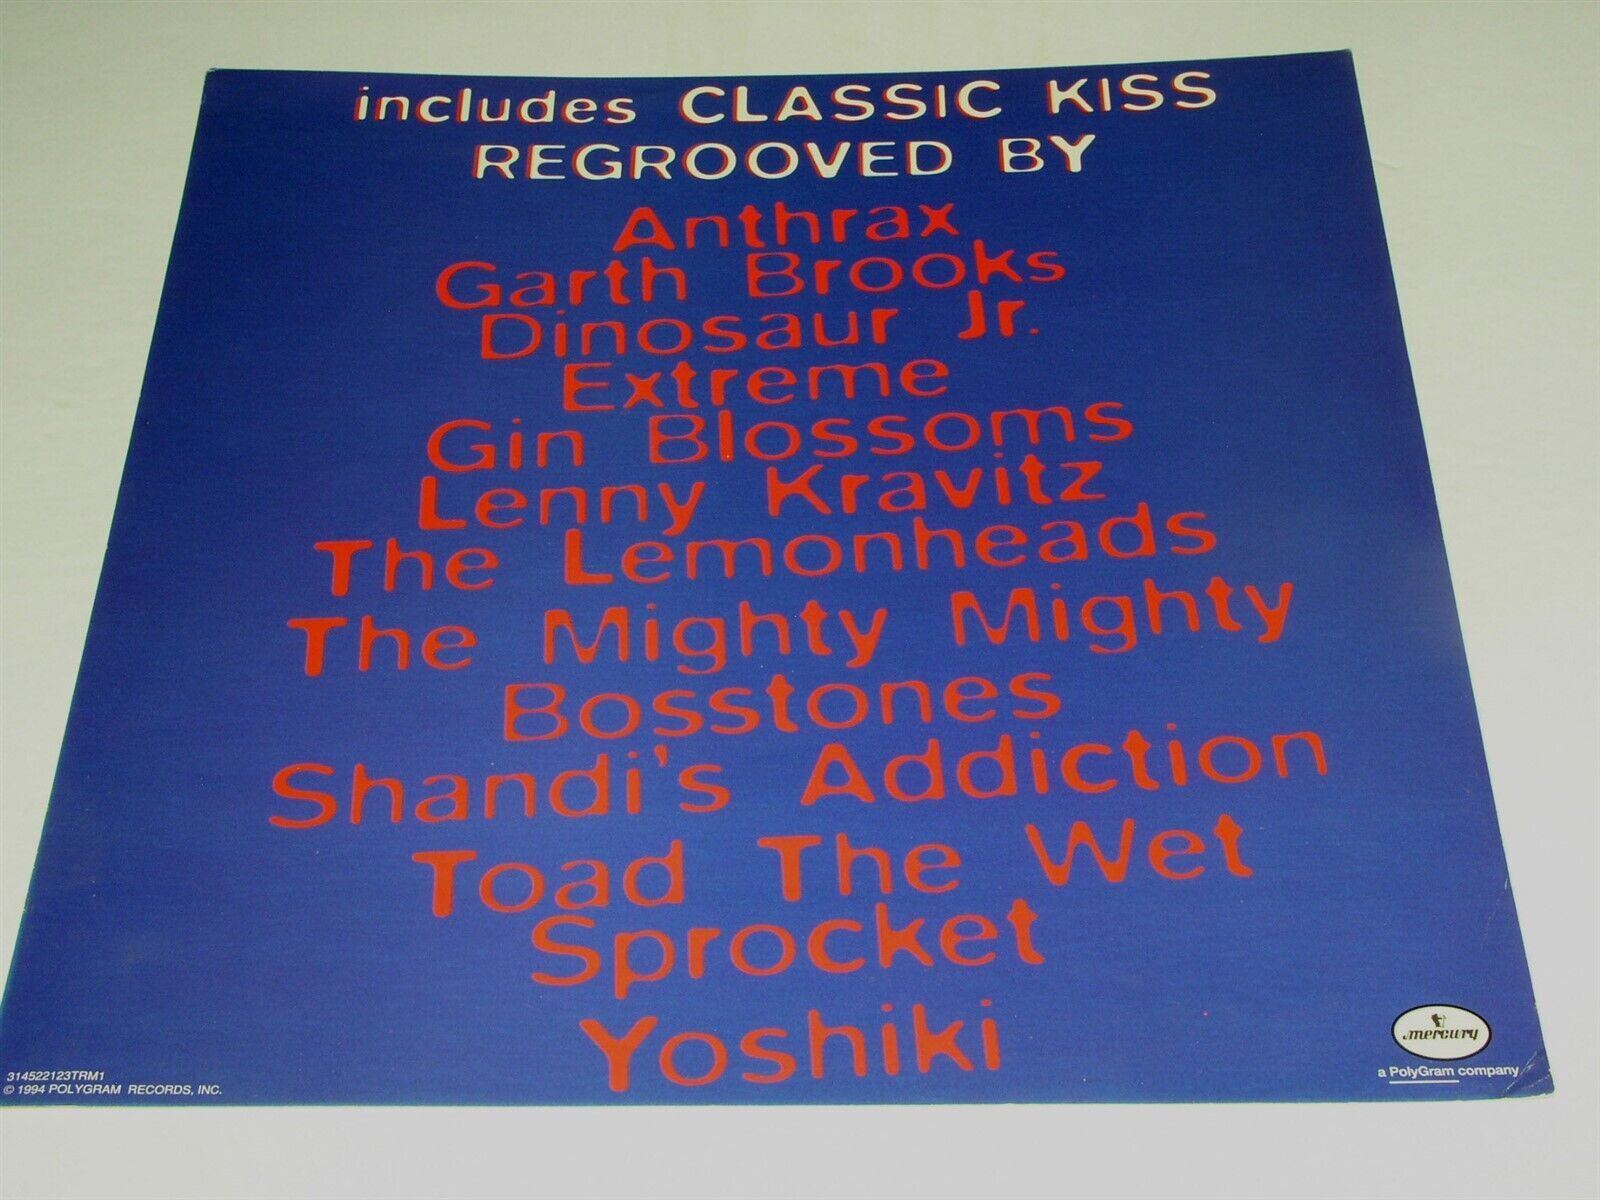 includes CLASSIC KISS
REGROOVED BY
Anthrax
Garth Brooks
Dinosaur Jr.
Extreme
Gin Blossoms
Lenny Kravitz
The Lemonheads
The Mighty Mighty
Bosstones
Shandi's Addiction
Toad The Wet
Sprocket
Yoshiki
mercury
a PolyGram company
314522123TRM1
© 1994 POLYGRAM RECORDS, INC.